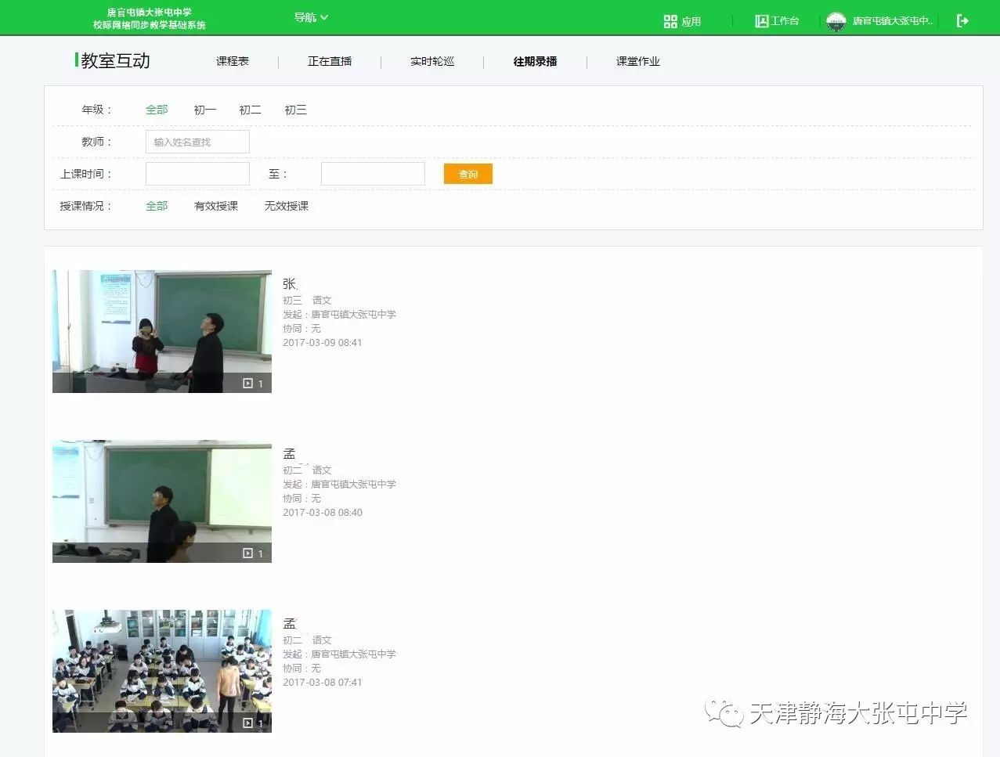 唐官屯镇大张屯中学
校际网络同步教学基础系统
导航
应用
工作台
唐官屯镇大张屯中..
教室互动
课程表
正在直播
实时轮巡
往期录播
课堂作业
年级： 全部 初一 初二 初三
教师： 输入姓名查找
上课时间： 至： 查询
授课情况： 全部 有效授课 无效授课
张
初三 语文
发起：唐官屯镇大张屯中学
协同：无
2017-03-09 08:41
1
孟
初二 语文
发起：唐官屯镇大张屯中学
协同：无
2017-03-08 08:40
1
孟
初二 语文
发起：唐官屯镇大张屯中学
协同：无
2017-03-08 07:41
1
天津静海大张屯中学